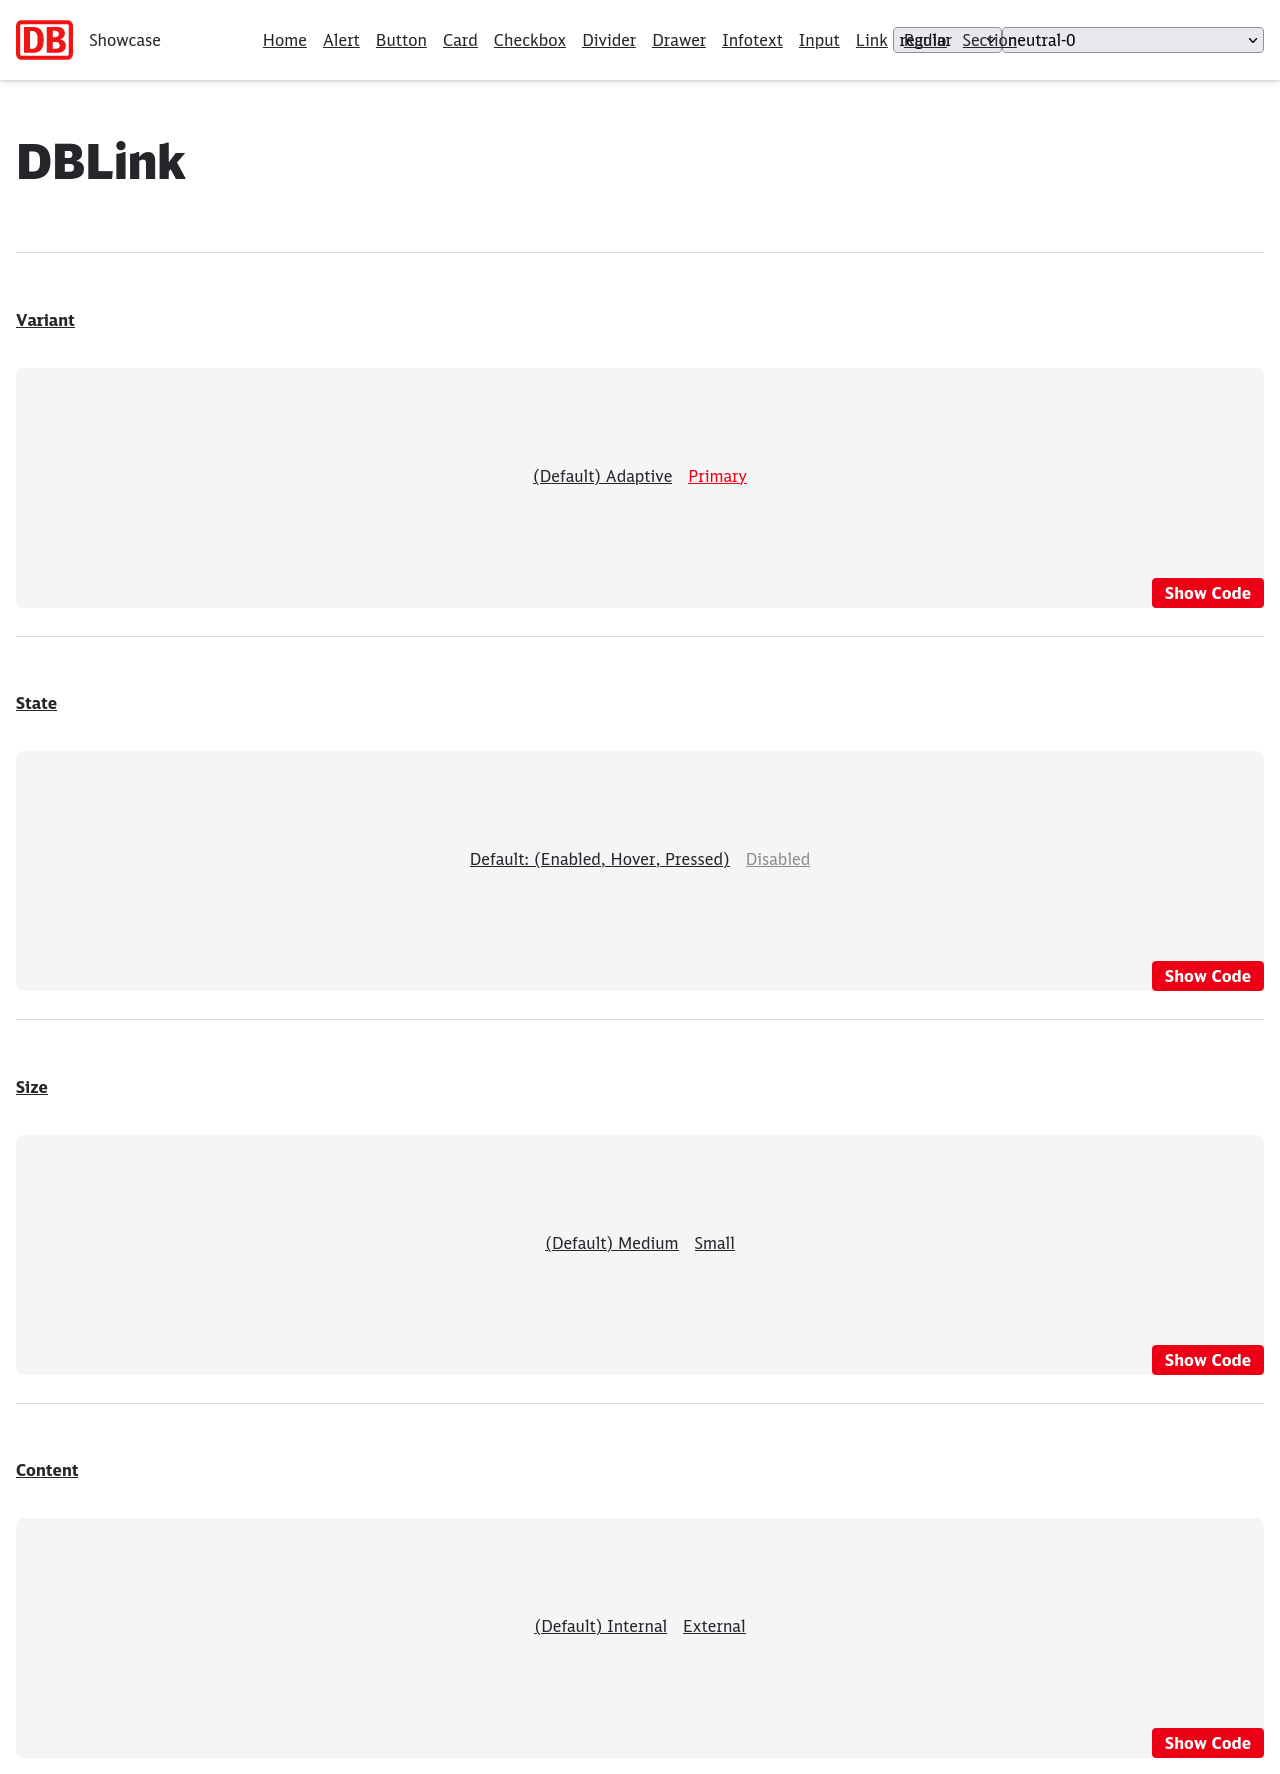 DB Showcase Home Alert Button Card Checkbox Divider Drawer Infotext Input Link Radio Section regular neutral-0
DBLink
Variant
(Default) Adaptive Primary
Show Code
State
Default: (Enabled, Hover, Pressed) Disabled
Show Code
Size
(Default) Medium Small
Show Code
Content
(Default) Internal External
Show Code